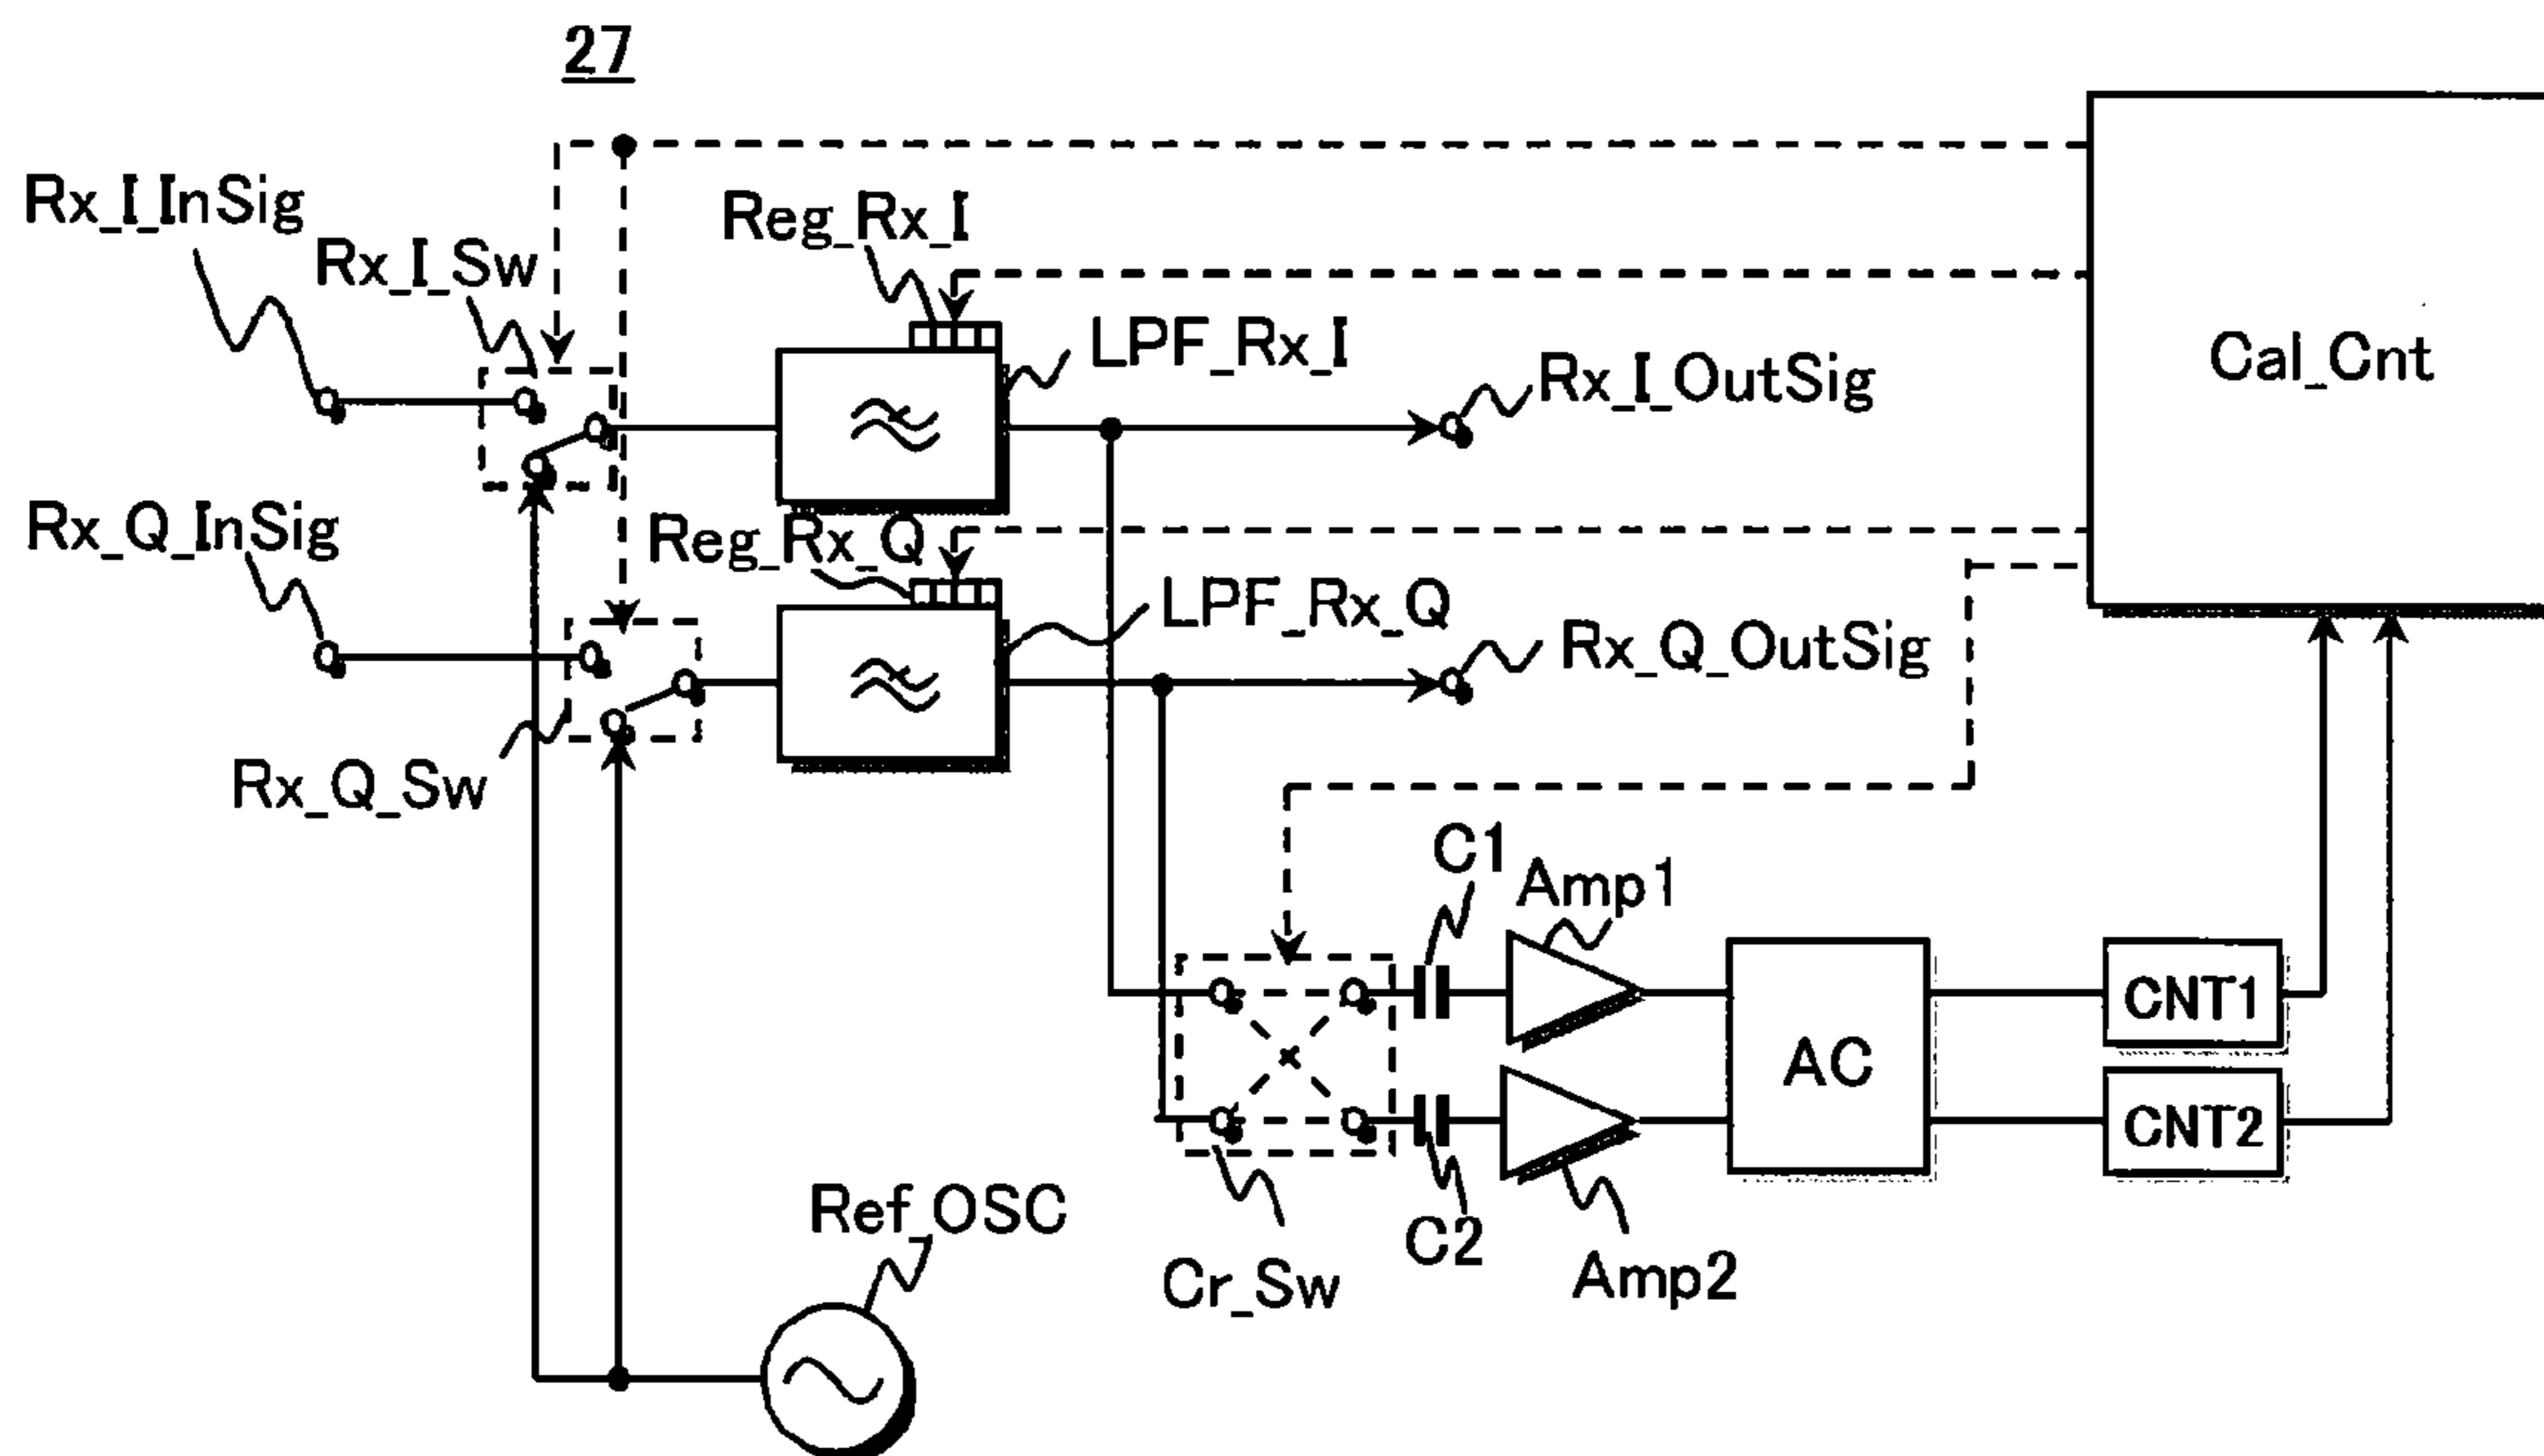 27
Rx_I_InSig
Rx_I_Sw
Reg_Rx_I
LPF_Rx_I
Rx_I_OutSig
Cal_Cnt
Rx_Q_InSig
Reg_Rx_Q
LPF_Rx_Q
Rx_Q_OutSig
Rx_Q_Sw
C1
Amp1
AC
CNT1
CNT2
C2
Amp2
Cr_Sw
Ref_OSC